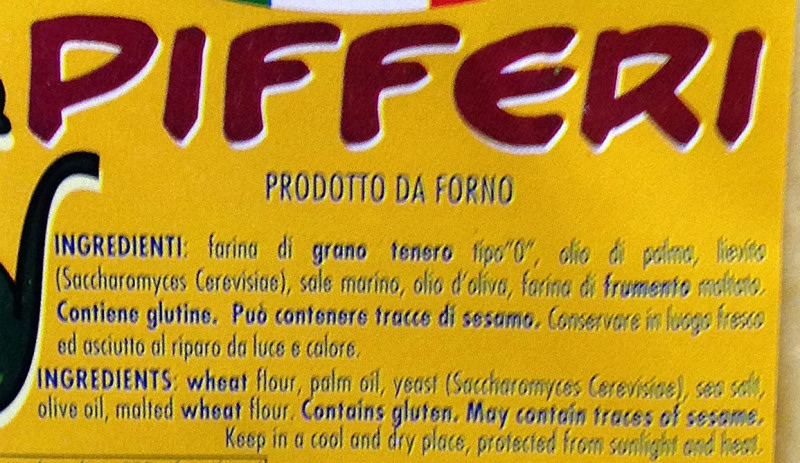 PIFFERI
PRODOTTO DA FORNO
INGREDIENTI: farina di grano tenero tipo"0", olio di palma, lievito
(Saccharomyces Cerevisiae), sale marino, olio d'oliva, farina di frumento maltato.
Contiene glutine. Può contenere tracce di sesamo. Conservare in luogo fresco
ed asciutto al riparo da luce e calore.
INGREDIENTS: wheat flour, palm oil, yeast (Saccharomyces Cerevisiae), sea salt,
olive oil, malted wheat flour. Contains gluten. May contain traces of sesame.
Keep in a cool and dry place, protected from sunlight and heat.